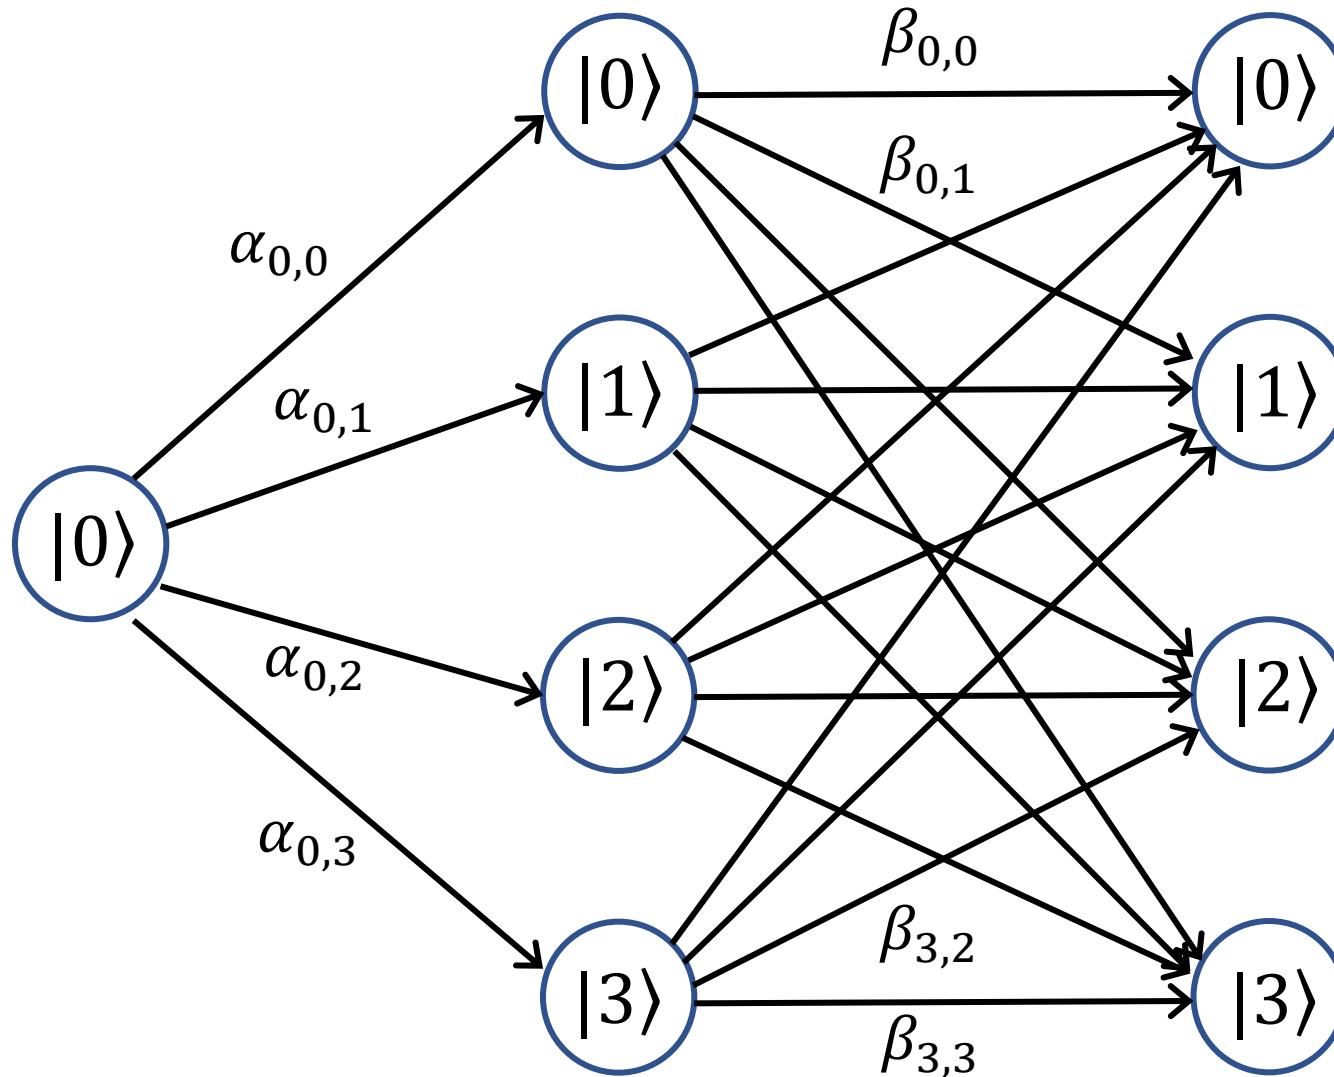 |0⟩
α₀,₀
α₀,₁
α₀,₂
α₀,₃
|0⟩
|1⟩
|2⟩
|3⟩
β₀,₀
β₀,₁
β₃,₂
β₃,₃
|0⟩
|1⟩
|2⟩
|3⟩